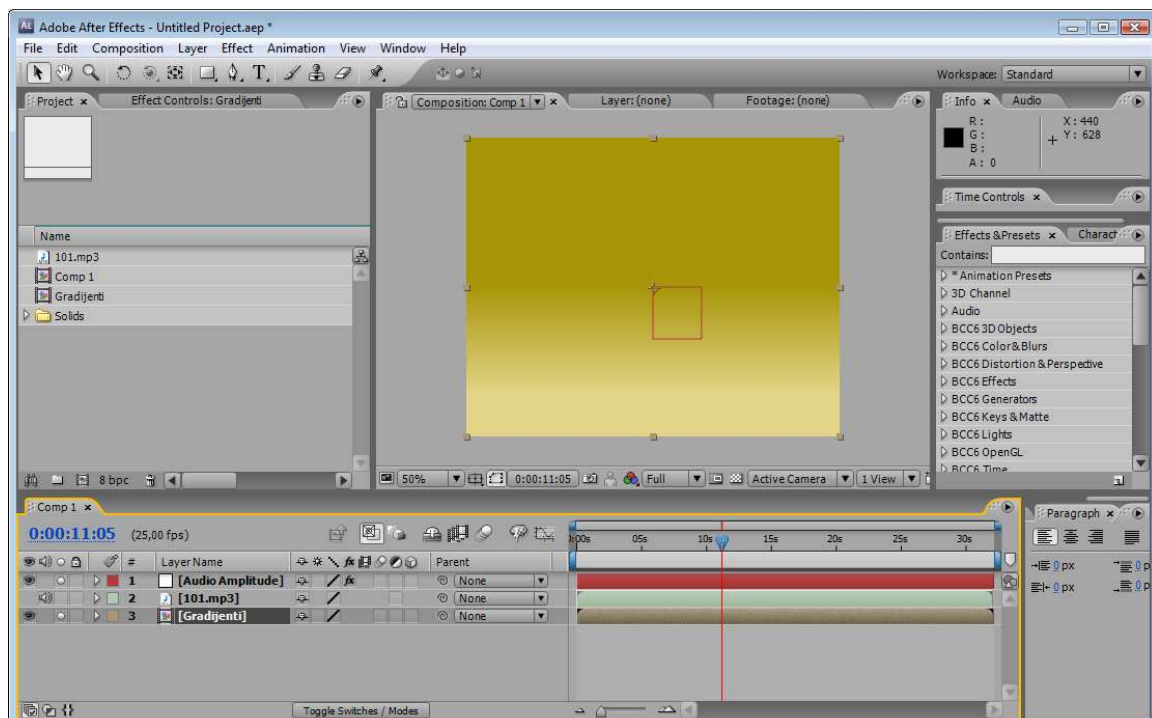 Adobe After Effects - Untitled Project.aep *
File Edit Composition Layer Effect Animation View Window Help
Workspace: Standard
Project × Effect Controls: Gradijenti
Composition: Comp 1 × Layer: (none) Footage: (none)
Info × Audio
R :
G :
B :
A : 0
X : 440
Y : 628
Time Controls ×
Effects & Presets × Charact
Contains:
* Animation Presets
3D Channel
Audio
BCC6 3D Objects
BCC6 Color & Blurs
BCC6 Distortion & Perspective
BCC6 Effects
BCC6 Generators
BCC6 Keys & Matte
BCC6 Lights
BCC6 OpenGL
BCC6 Time
Name
101.mp3
Comp 1
Gradijenti
Solids
8 bpc
50% 0:00:11:05 Full Active Camera 1 View
Comp 1 ×
0:00:11:05 (25,00 fps)
05s 10s 15s 20s 25s 30s
# Layer Name Parent
1 [Audio Amplitude] None
2 [101.mp3] None
3 [Gradijenti] None
Toggle Switches / Modes
Paragraph ×
0 px 0 p
0 px 0 p